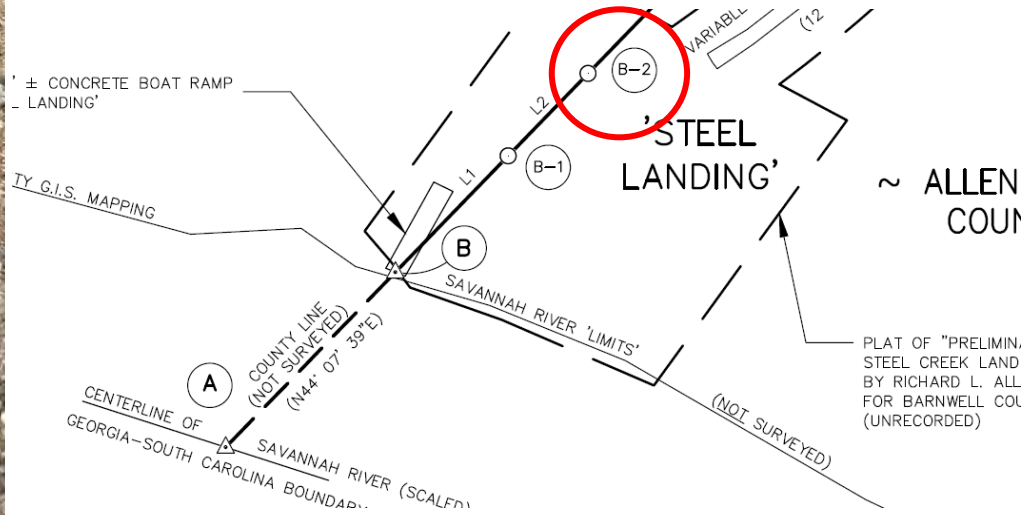 ' ± CONCRETE BOAT RAMP
LANDING'
VARIABLE
(12
B-2
L2
'STEEL
LANDING'
B-1
L1
TY G.I.S. MAPPING
~ ALLEN
COUN
B
SAVANNAH RIVER 'LIMITS'
COUNTY LINE
(NOT SURVEYED)
(N44° 07' 39"E)
A
PLAT OF "PRELIMINA
STEEL CREEK LAND
BY RICHARD L. ALL
FOR BARNWELL COU
(UNRECORDED)
(NOT SURVEYED)
CENTERLINE OF
SAVANNAH RIVER (SCALED)
GEORGIA-SOUTH CAROLINA BOUNDARY